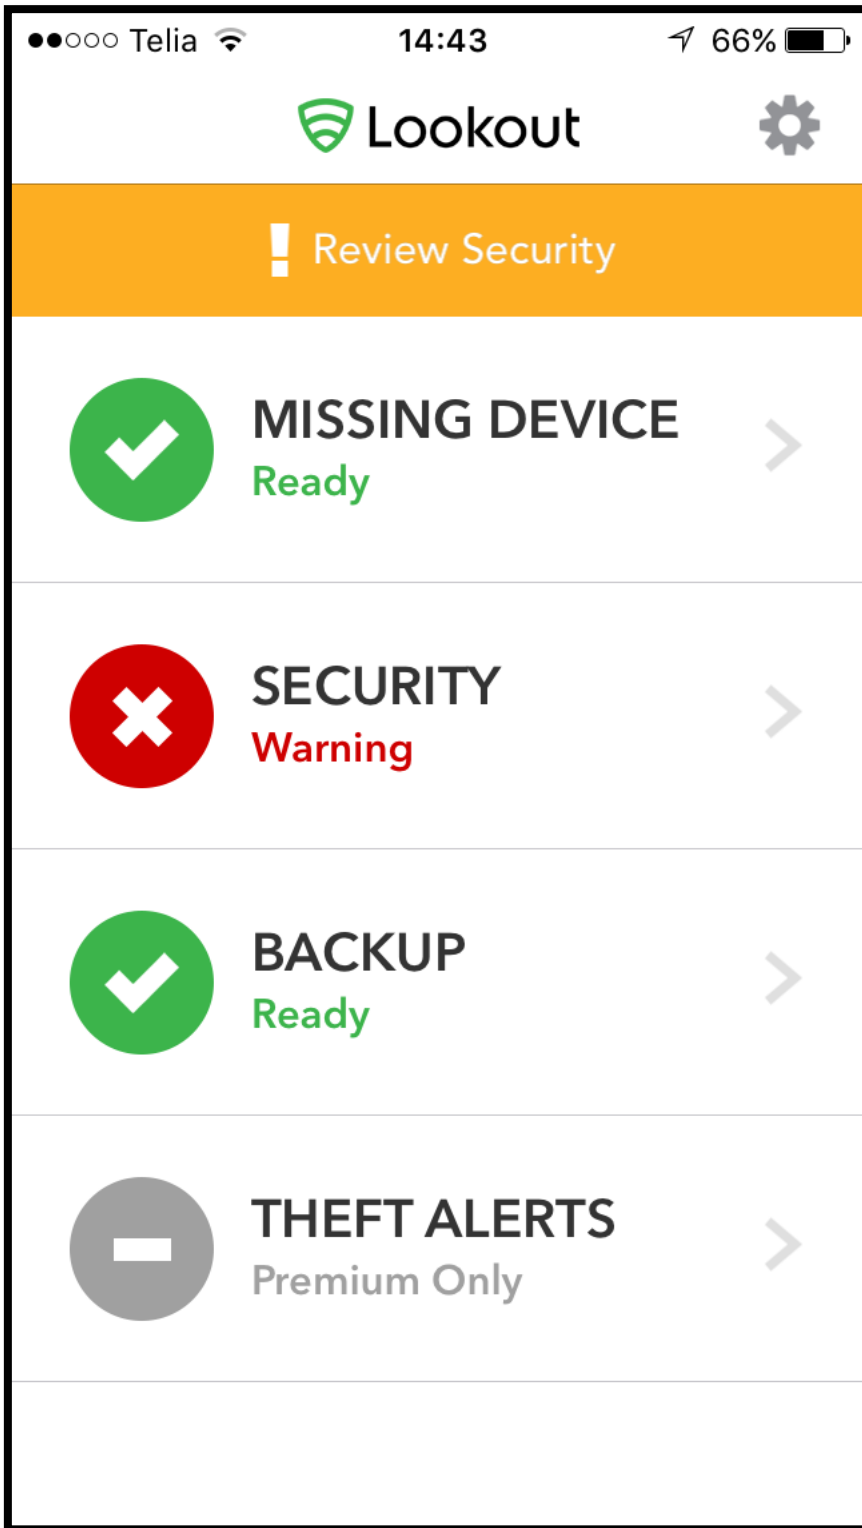 Telia 14:43 66%
Lookout
! Review Security
MISSING DEVICE
Ready
SECURITY
Warning
BACKUP
Ready
THEFT ALERTS
Premium Only